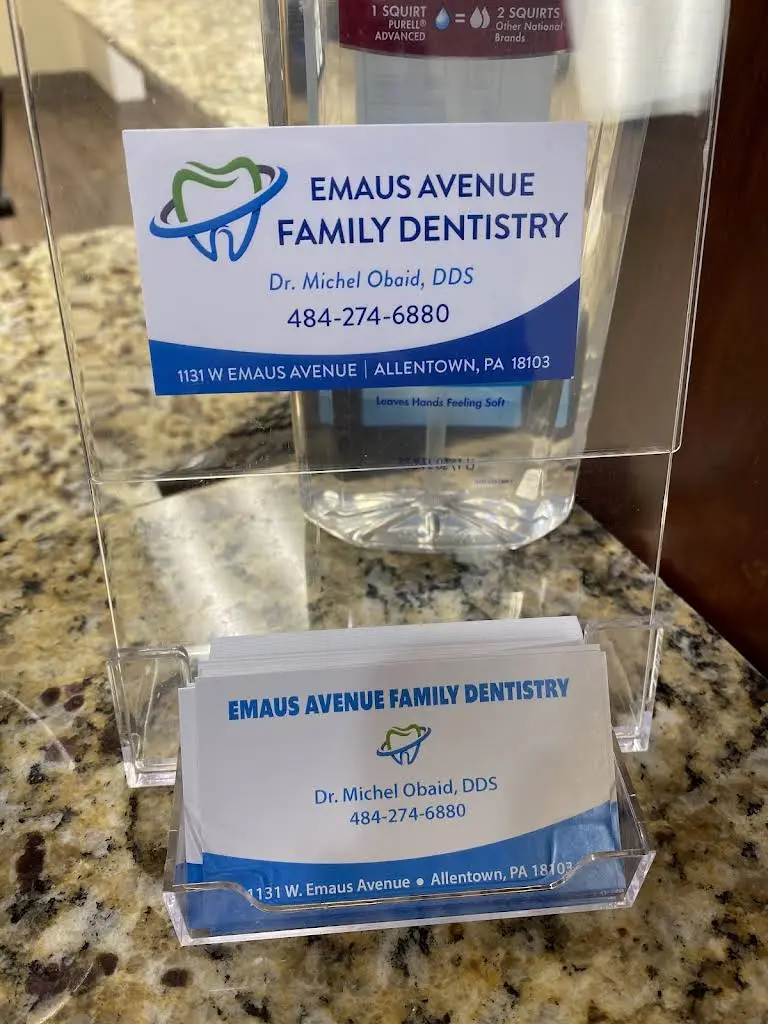 1 SQUIRT = 2 SQUIRTS
PURELL® Other National
ADVANCED Brands
EMAUS AVENUE
FAMILY DENTISTRY
Dr. Michel Obaid, DDS
484-274-6880
1131 W EMAUS AVENUE | ALLENTOWN, PA 18103
Leaves Hands Feeling Soft
EMAUS AVENUE FAMILY DENTISTRY
Dr. Michel Obaid, DDS
484-274-6880
1131 W. Emaus Avenue • Allentown, PA 18103